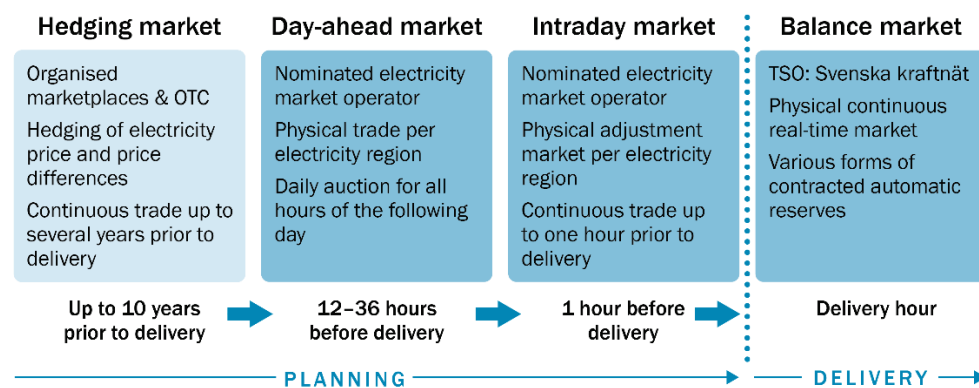 Hedging market
Organised
marketplaces & OTC
Hedging of electricity
price and price
differences
Continuous trade up to
several years prior to
delivery
Up to 10 years
prior to delivery
Day-ahead market
Nominated electricity
market operator
Physical trade per
electricity region
Daily auction for all
hours of the following
day
12–36 hours
before delivery
Intraday market
Nominated electricity
market operator
Physical adjustment
market per electricity
region
Continuous trade up
to one hour prior to
delivery
1 hour before
delivery
Balance market
TSO: Svenska kraftnät
Physical continuous
real-time market
Various forms of
contracted automatic
reserves
Delivery hour
PLANNING
DELIVERY